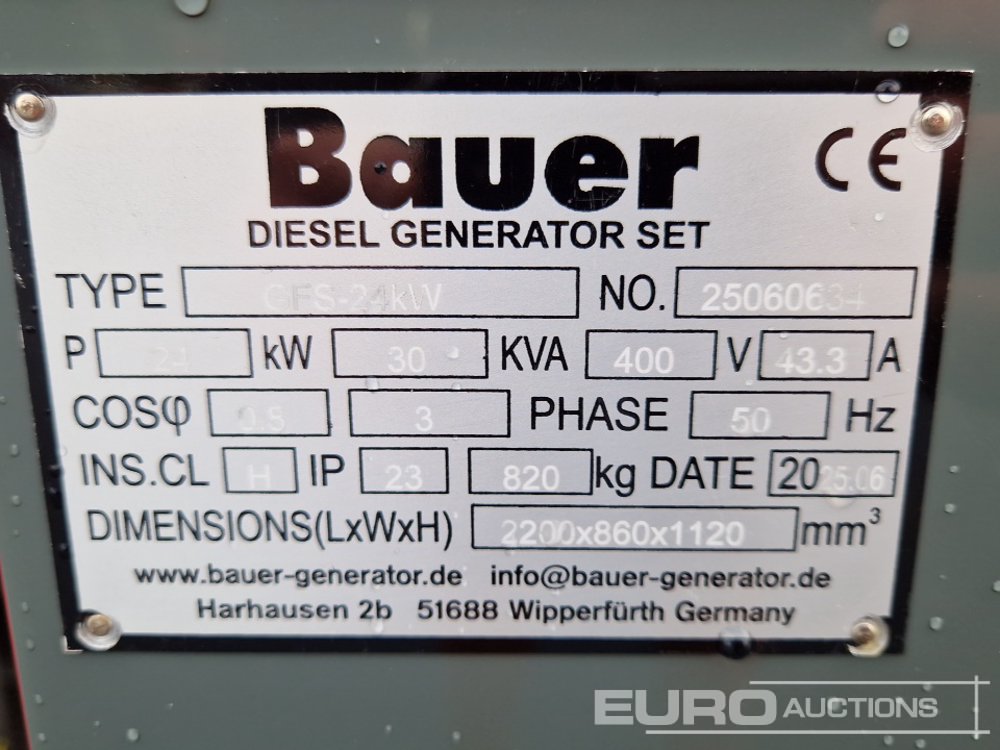 Bauer CE
DIESEL GENERATOR SET
TYPE GFS-24kW NO. 25060634
P 24 kW 30 KVA 400 V 43.3 A
COSφ 0.5 3 PHASE 50 Hz
INS.CL H IP 23 820 kg DATE 2025.06
DIMENSIONS(LxWxH) 2200x860x1120 mm³
www.bauer-generator.de info@bauer-generator.de
Harhausen 2b 51688 Wipperfürth Germany
EURO AUCTIONS